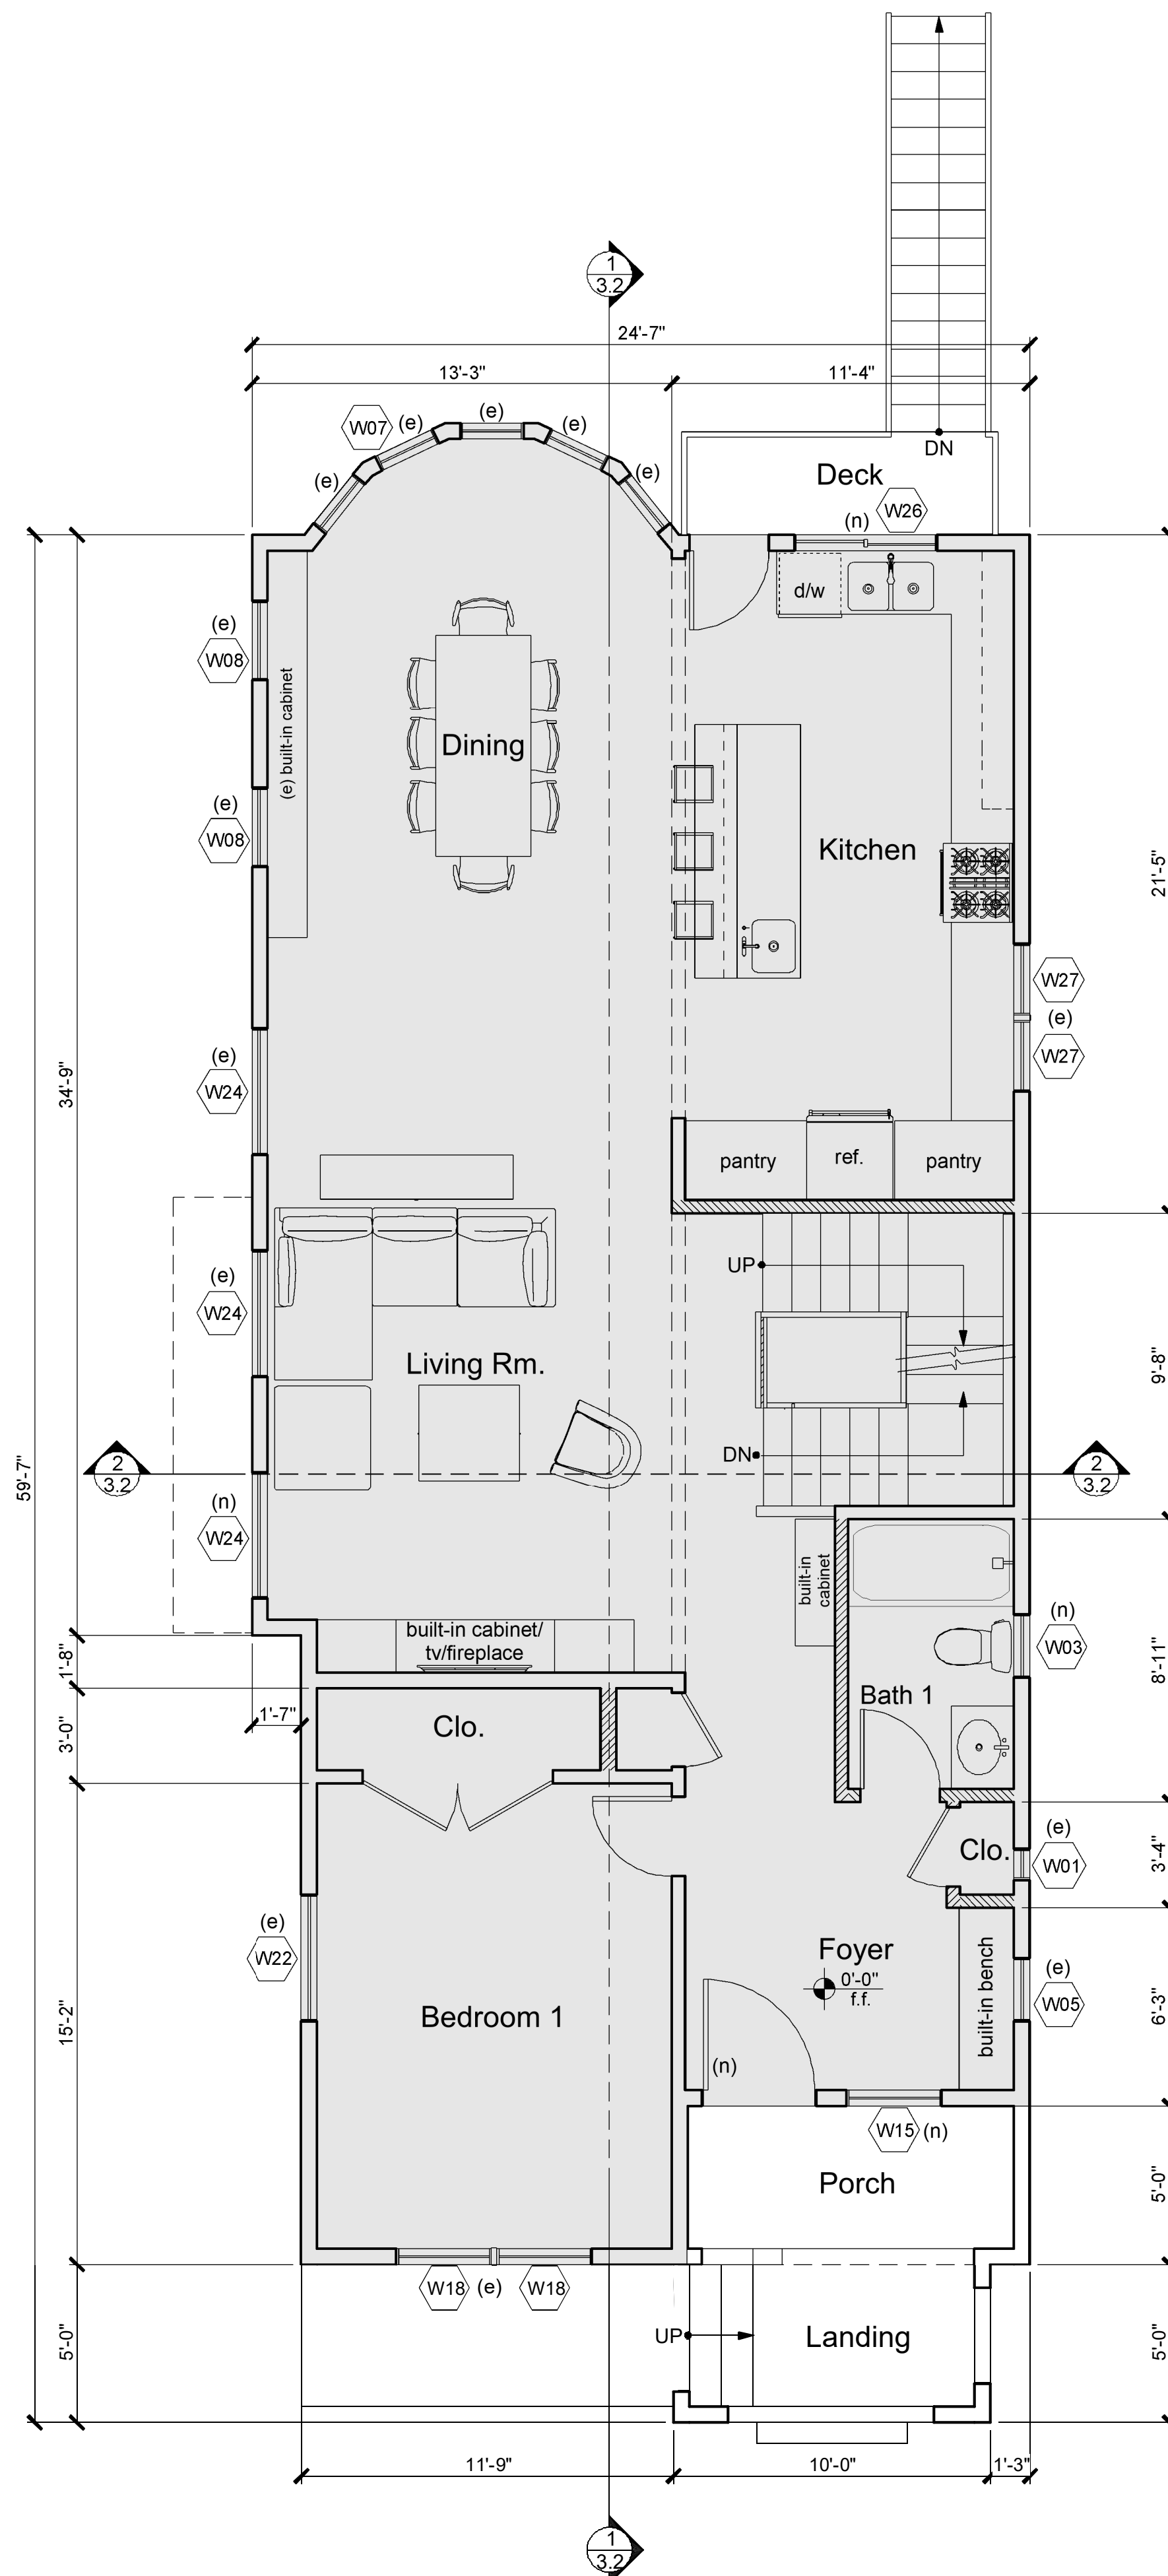 1
3.2
24'-7"
13'-3"
11'-4"
DN
W07
(e)
(e)
(e)
(e)
(e)
Deck
(n)
W26
d/w
(e)
W08
(e) built-in cabinet
Dining
(e)
W08
Kitchen
21'-5"
W27
(e)
W27
34'-9"
(e)
W24
pantry
ref.
pantry
UP
(e)
W24
Living Rm.
9'-8"
DN
2
3.2
2
3.2
59'-7"
(n)
W24
built-in
cabinet
built-in cabinet/
tv/fireplace
(n)
W03
8'-11"
1'-8"
Bath 1
1'-7"
3'-0"
Clo.
(e)
W01
Clo.
3'-4"
(e)
W22
Foyer
0'-0"
f.f.
built-in bench
(e)
W05
6'-3"
15'-2"
Bedroom 1
(n)
W15
(n)
Porch
5'-0"
W18
(e)
W18
UP
Landing
5'-0"
5'-0"
11'-9"
10'-0"
1'-3"
1
3.2